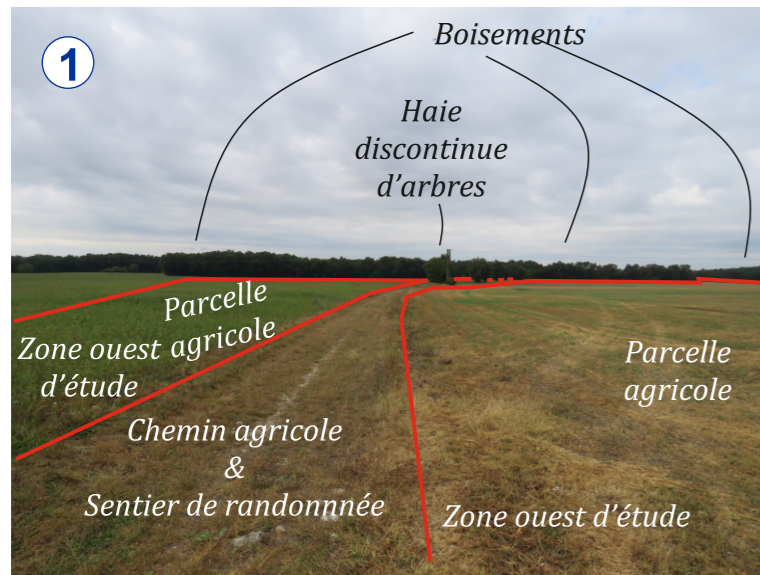 1
Boisements
Haie
discontinue
d'arbres
Parcelle
agricole
Zone ouest
d'étude
Parcelle
agricole
Chemin agricole
&
Sentier de randonnnée
Zone ouest d'étude